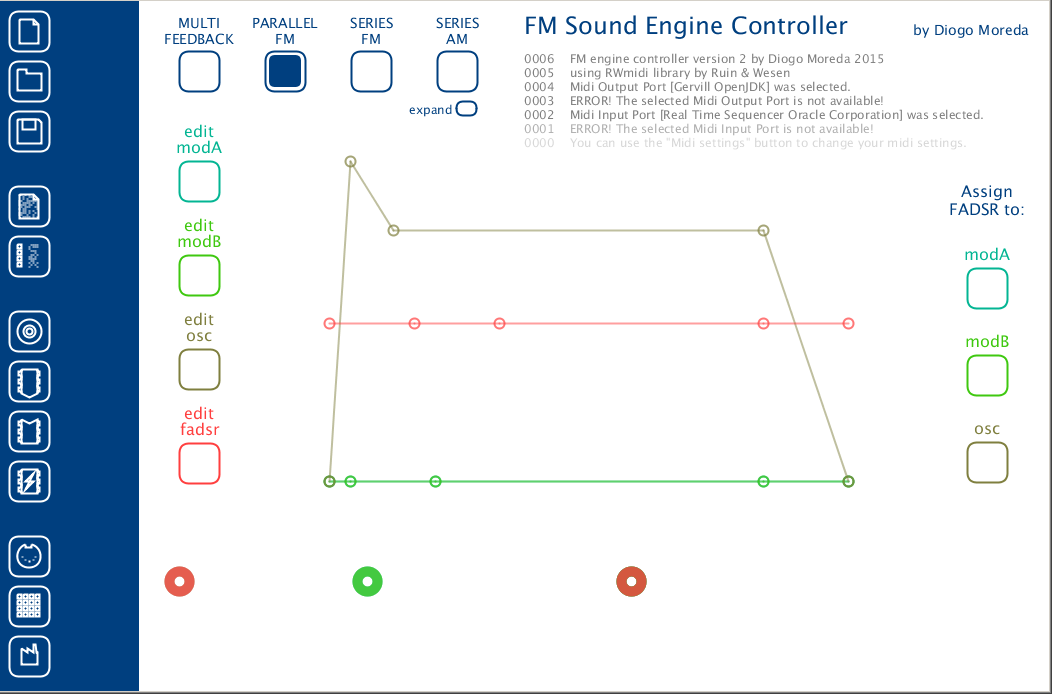 MULTI
FEEDBACK
PARALLEL
FM
SERIES
FM
SERIES
AM
expand
FM Sound Engine Controller
by Diogo Moreda
0006 FM engine controller version 2 by Diogo Moreda 2015
0005 using RWmidi library by Ruin & Wesen
0004 Midi Output Port [Gervill OpenJDK] was selected.
0003 ERROR! The selected Midi Output Port is not available!
0002 Midi Input Port [Real Time Sequencer Oracle Corporation] was selected.
0001 ERROR! The selected Midi Input Port is not available!
0000 You can use the "Midi settings" button to change your midi settings.
edit
modA
edit
modB
edit
osc
edit
fadsr
Assign
FADSR to:
modA
modB
osc